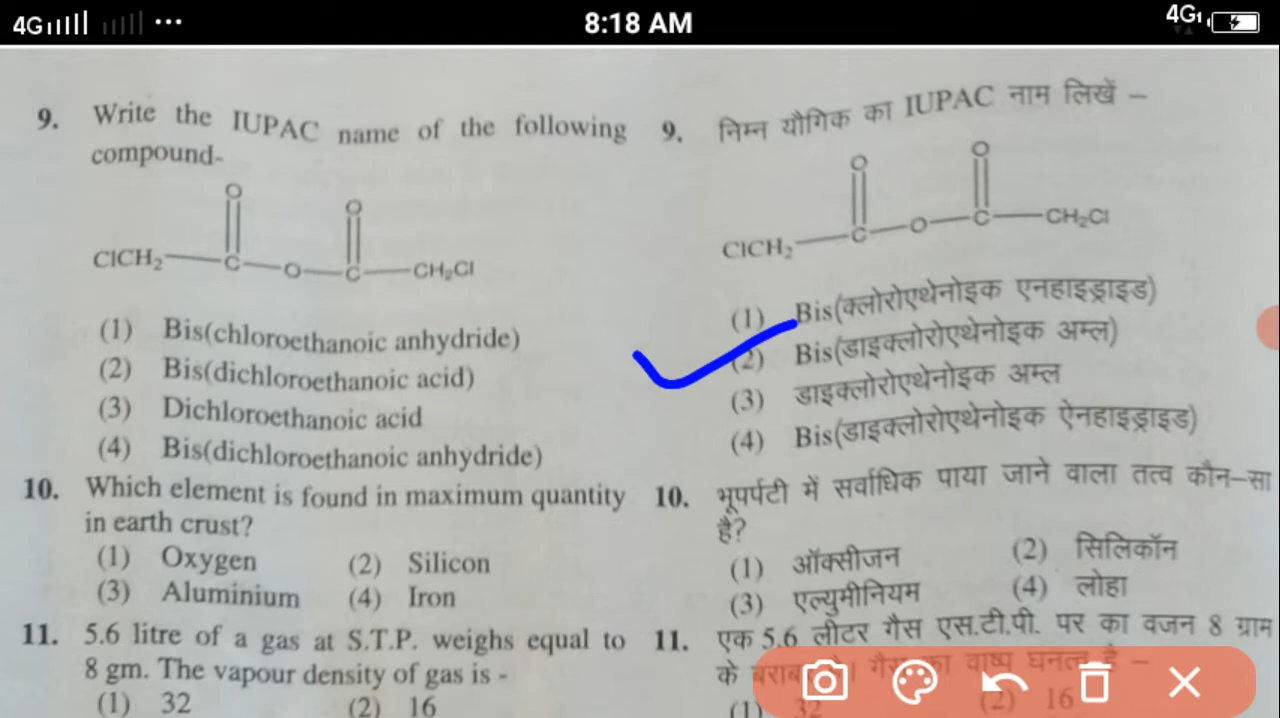 4G ... 8:18 AM 4G
9. Write the IUPAC name of the following
compound-
O
O
ClCH₂ C O C CH₂Cl
(1) Bis(chloroethanoic anhydride)
(2) Bis(dichloroethanoic acid)
(3) Dichloroethanoic acid
(4) Bis(dichloroethanoic anhydride)
10. Which element is found in maximum quantity
in earth crust?
(1) Oxygen (2) Silicon
(3) Aluminium (4) Iron
11. 5.6 litre of a gas at S.T.P. weighs equal to
8 gm. The vapour density of gas is -
(1) 32 (2) 16
9. निम्न यौगिक का IUPAC नाम लिखें –
O
O
ClCH₂ C O C CH₂Cl
(1) Bis(क्लोरोएथेनोइक एनहाइड्राइड)
(2) Bis(डाइक्लोरोएथेनोइक अम्ल)
(3) डाइक्लोरोएथेनोइक अम्ल
(4) Bis(डाइक्लोरोएथेनोइक ऐनहाइड्राइड)
10. भूपर्पटी में सर्वाधिक पाया जाने वाला तत्व कौन–सा
है?
(1) ऑक्सीजन (2) सिलिकॉन
(3) एल्युमीनियम (4) लोहा
11. एक 5.6 लीटर गैस एस.टी.पी. पर का वजन 8 ग्राम
के बराबर गैस का वाष्प घनत्व है –
(1) 32 (2) 16